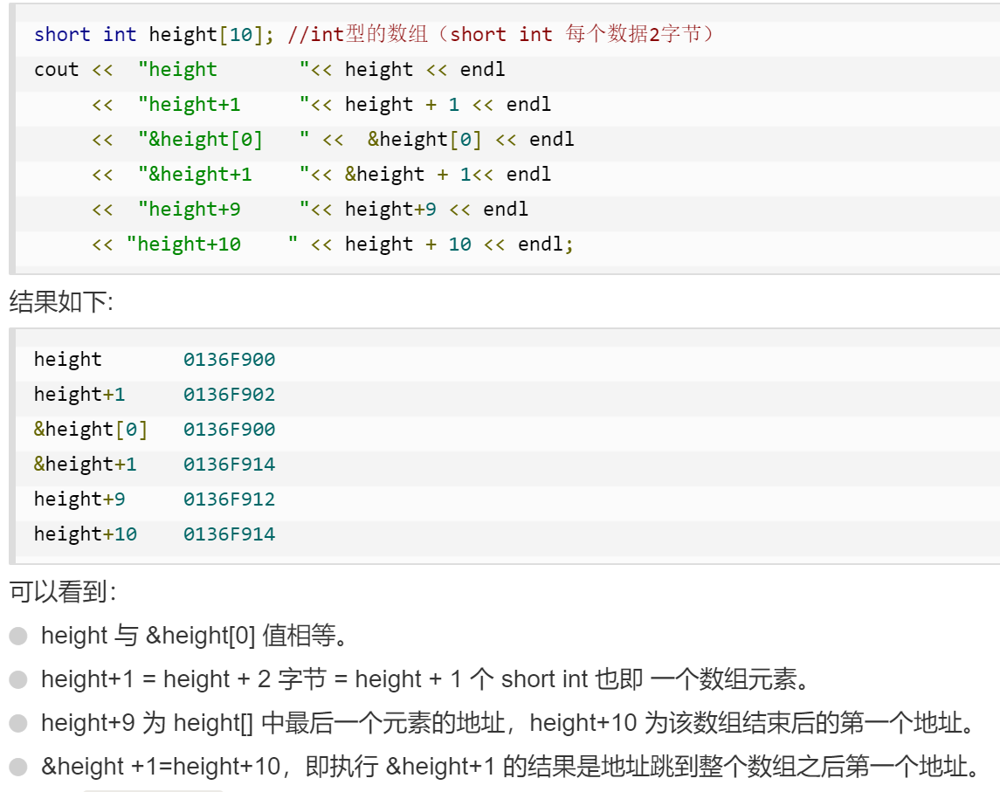 short int height[10]; //int型的数组（short int 每个数据2字节）
cout <<  "height       "<< height << endl
     <<  "height+1     "<< height + 1 << endl
     <<  "&height[0]   " <<  &height[0] << endl
     <<  "&height+1    "<< &height + 1<< endl
     <<  "height+9     "<< height+9 << endl
     << "height+10    " << height + 10 << endl;
结果如下:
height       0136F900
height+1     0136F902
&height[0]   0136F900
&height+1    0136F914
height+9     0136F912
height+10    0136F914
可以看到：
height 与 &height[0] 值相等。
height+1 = height + 2 字节 = height + 1 个 short int 也即 一个数组元素。
height+9 为 height[] 中最后一个元素的地址，height+10 为该数组结束后的第一个地址。
&height +1=height+10，即执行 &height+1 的结果是地址跳到整个数组之后第一个地址。